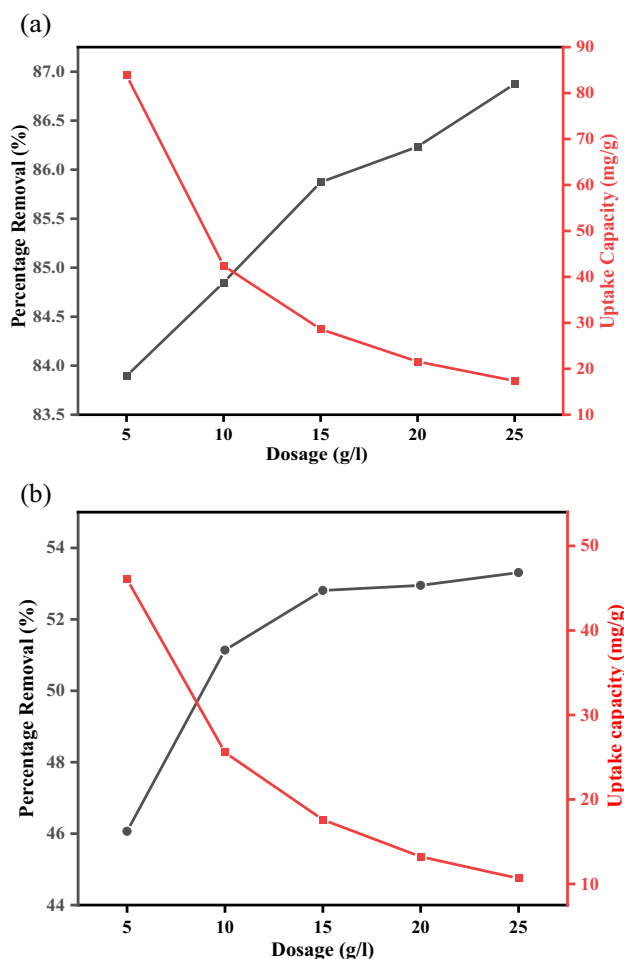 (a)
Percentage Removal (%)
87.0
86.5
86.0
85.5
85.0
84.5
84.0
83.5
90
80
70
60
50
40
30
20
10
Uptake Capacity (mg/g)
5 10 15 20 25
Dosage (g/l)
(b)
Percentage Removal (%)
54
52
50
48
46
44
50
40
30
20
10
Uptake capacity (mg/g)
5 10 15 20 25
Dosage (g/l)